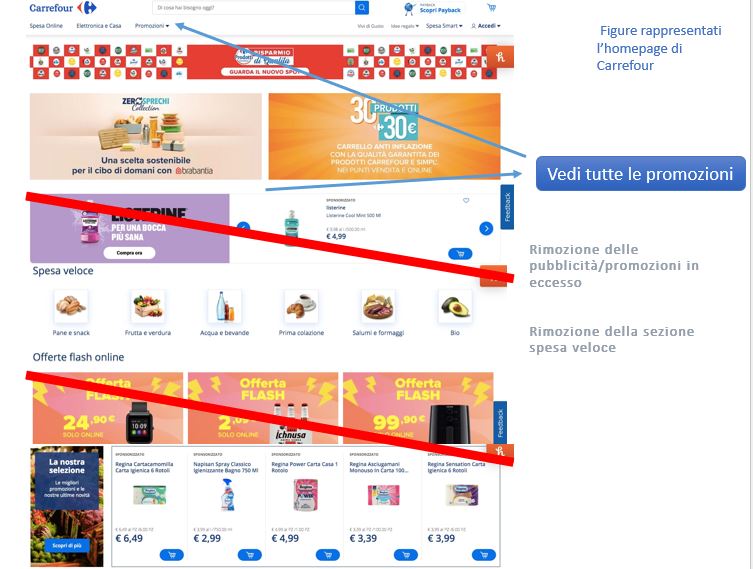 Carrefour
Di cosa hai bisogno oggi?
PAYBACK
Scopri Payback
Spesa Online Elettronica e Casa Promozioni
Vivi di Gusto Idee regalo Spesa Smart Accedi
RISPARMIO
Prodotti di Qualità
GUARDA IL NUOVO SPOT
Figure rappresentati
l’homepage di
Carrefour
ZERO SPRECHI
Collection
Una scelta sostenibile
per il cibo di domani con brabantia
30 PRODOTTI
30€
CARRELLO ANTI INFLAZIONE
CON LA QUALITÀ GARANTITA DEI
PRODOTTI CARREFOUR E SIMPL.
NEI PUNTI VENDITA E ONLINE
Vedi tutte le promozioni
Feedback
LISTERINE
PER UNA BOCCA
PIÙ SANA
Compra ora
SPONSORIZZATO
listerine
Listerine Cool Mint 500 Ml
€ 4,99
Rimozione delle
pubblicità/promozioni in
eccesso
Spesa veloce
Pane e snack Frutta e verdura Acqua e bevande Prima colazione Salumi e formaggi Bio
Rimozione della sezione
spesa veloce
Offerte flash online
Offerta
FLASH
24,90€
SOLO ONLINE
Offerta
FLASH
2,09€
SOLO ONLINE
Ichnusa
Offerta
FLASH
99,90€
SOLO ONLINE
Feedback
La nostra
selezione
Le migliori
promozioni e le
nostre ultime novità
Scopri di più
SPONSORIZZATO
Regina Cartacamomilla
Carta Igienica 6 Rotoli
€ 6,49
SPONSORIZZATO
Napisan Spray Classico
Igienizzante Bagno 750 Ml
€ 2,99
SPONSORIZZATO
Regina Power Carta Casa 1
Rotolo
€ 4,99
SPONSORIZZATO
Regina Asciugamani
Monouso in Carta 100...
€ 3,39
SPONSORIZZATO
Regina Sensation Carta
Igienica 6 Rotoli
€ 3,99